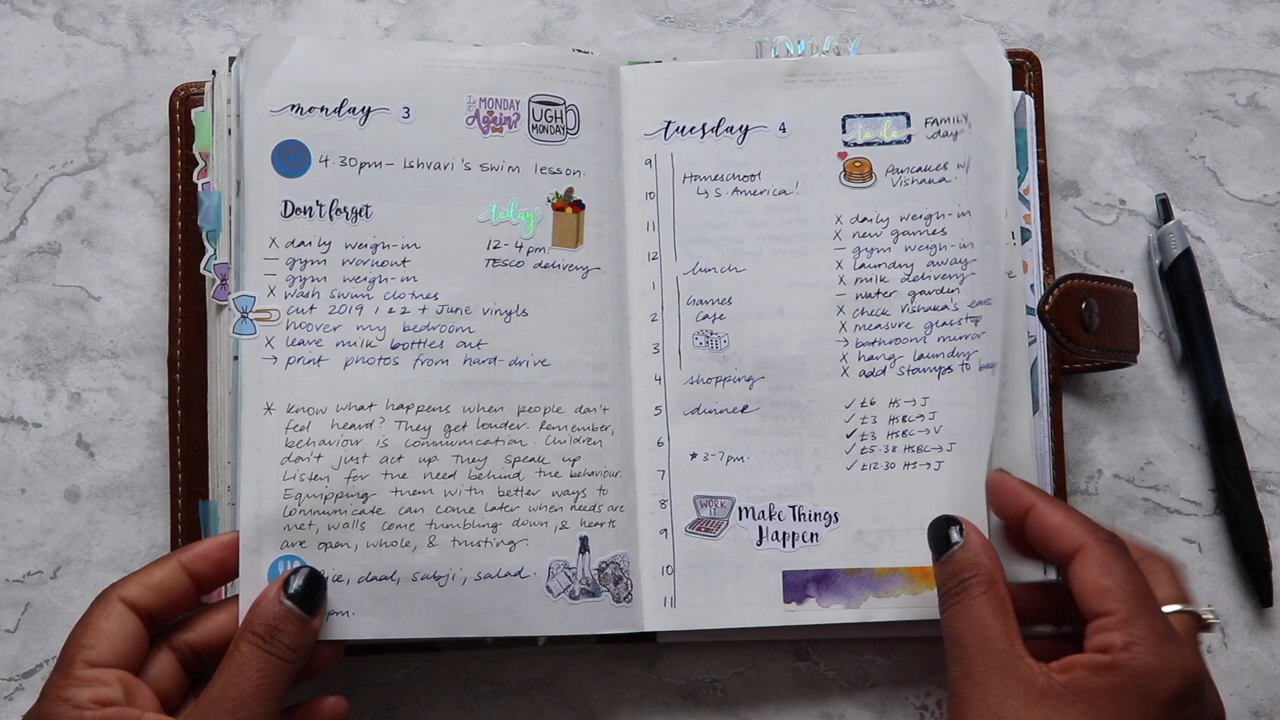 TODAY
monday 3
Is it MONDAY Again?
UGH MONDAY
4.30pm - Ishvari's swim lesson.
Don't forget
X daily weigh-in
— gym workout
— gym weigh-in
X wash swim clothes
cut 2019 1 & 2 + June vinyls
hoover my bedroom
X leave milk bottles out
→ print photos from hard-drive
today
12-4pm:
TESCO delivery
* Know what happens when people don't
feel heard? They get louder. Remember,
behaviour is communication. Children
don't just act up. They speak up.
Listen for the need behind the behaviour.
Equipping them with better ways to
communicate can come later when needs are
met, walls come tumbling down, & hearts
are open, whole, & trusting.
rice, daal, sabji, salad.
pm.
tuesday 4
9
10
11
12
1
2
3
4
5
6
7
8
9
10
11
Homeschool
↳ S. America!
lunch
Games
Case
shopping
dinner
* 3-7pm.
WORK IT
Make Things
Happen
to do
FAMILY
day
Pancakes w/
Vishaka!
X daily weigh-in
X new games
— gym weigh-in
X laundry away
X milk delivery
— water garden
X check Vishaka's
X measure
→ bathroom mirror
X hang laundry
X add stamps to
✓ £6 HS→J
✓ £3 HSBC→J
✓ £3 HSBC→V
✓ £5.38 HSBC→J
✓ £12.30 HS→J